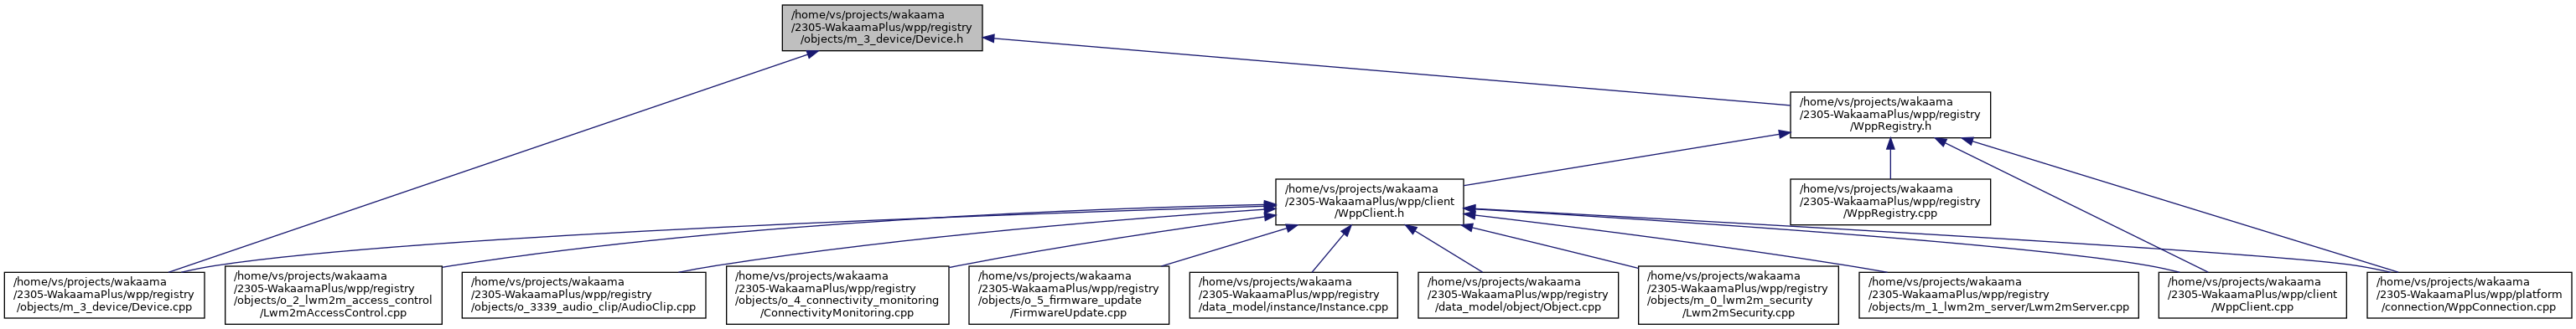 /home/vs/projects/wakaama
/2305-WakaamaPlus/wpp/registry
/objects/m_3_device/Device.h
/home/vs/projects/wakaama
/2305-WakaamaPlus/wpp/registry
/WppRegistry.h
/home/vs/projects/wakaama
/2305-WakaamaPlus/wpp/client
/WppClient.h
/home/vs/projects/wakaama
/2305-WakaamaPlus/wpp/registry
/WppRegistry.cpp
/home/vs/projects/wakaama
/2305-WakaamaPlus/wpp/registry
/objects/m_3_device/Device.cpp
/home/vs/projects/wakaama
/2305-WakaamaPlus/wpp/registry
/objects/o_2_lwm2m_access_control
/Lwm2mAccessControl.cpp
/home/vs/projects/wakaama
/2305-WakaamaPlus/wpp/registry
/objects/o_3339_audio_clip/AudioClip.cpp
/home/vs/projects/wakaama
/2305-WakaamaPlus/wpp/registry
/objects/o_4_connectivity_monitoring
/ConnectivityMonitoring.cpp
/home/vs/projects/wakaama
/2305-WakaamaPlus/wpp/registry
/objects/o_5_firmware_update
/FirmwareUpdate.cpp
/home/vs/projects/wakaama
/2305-WakaamaPlus/wpp/registry
/data_model/instance/Instance.cpp
/home/vs/projects/wakaama
/2305-WakaamaPlus/wpp/registry
/data_model/object/Object.cpp
/home/vs/projects/wakaama
/2305-WakaamaPlus/wpp/registry
/objects/m_0_lwm2m_security
/Lwm2mSecurity.cpp
/home/vs/projects/wakaama
/2305-WakaamaPlus/wpp/registry
/objects/m_1_lwm2m_server/Lwm2mServer.cpp
/home/vs/projects/wakaama
/2305-WakaamaPlus/wpp/client
/WppClient.cpp
/home/vs/projects/wakaama
/2305-WakaamaPlus/wpp/platform
/connection/WppConnection.cpp